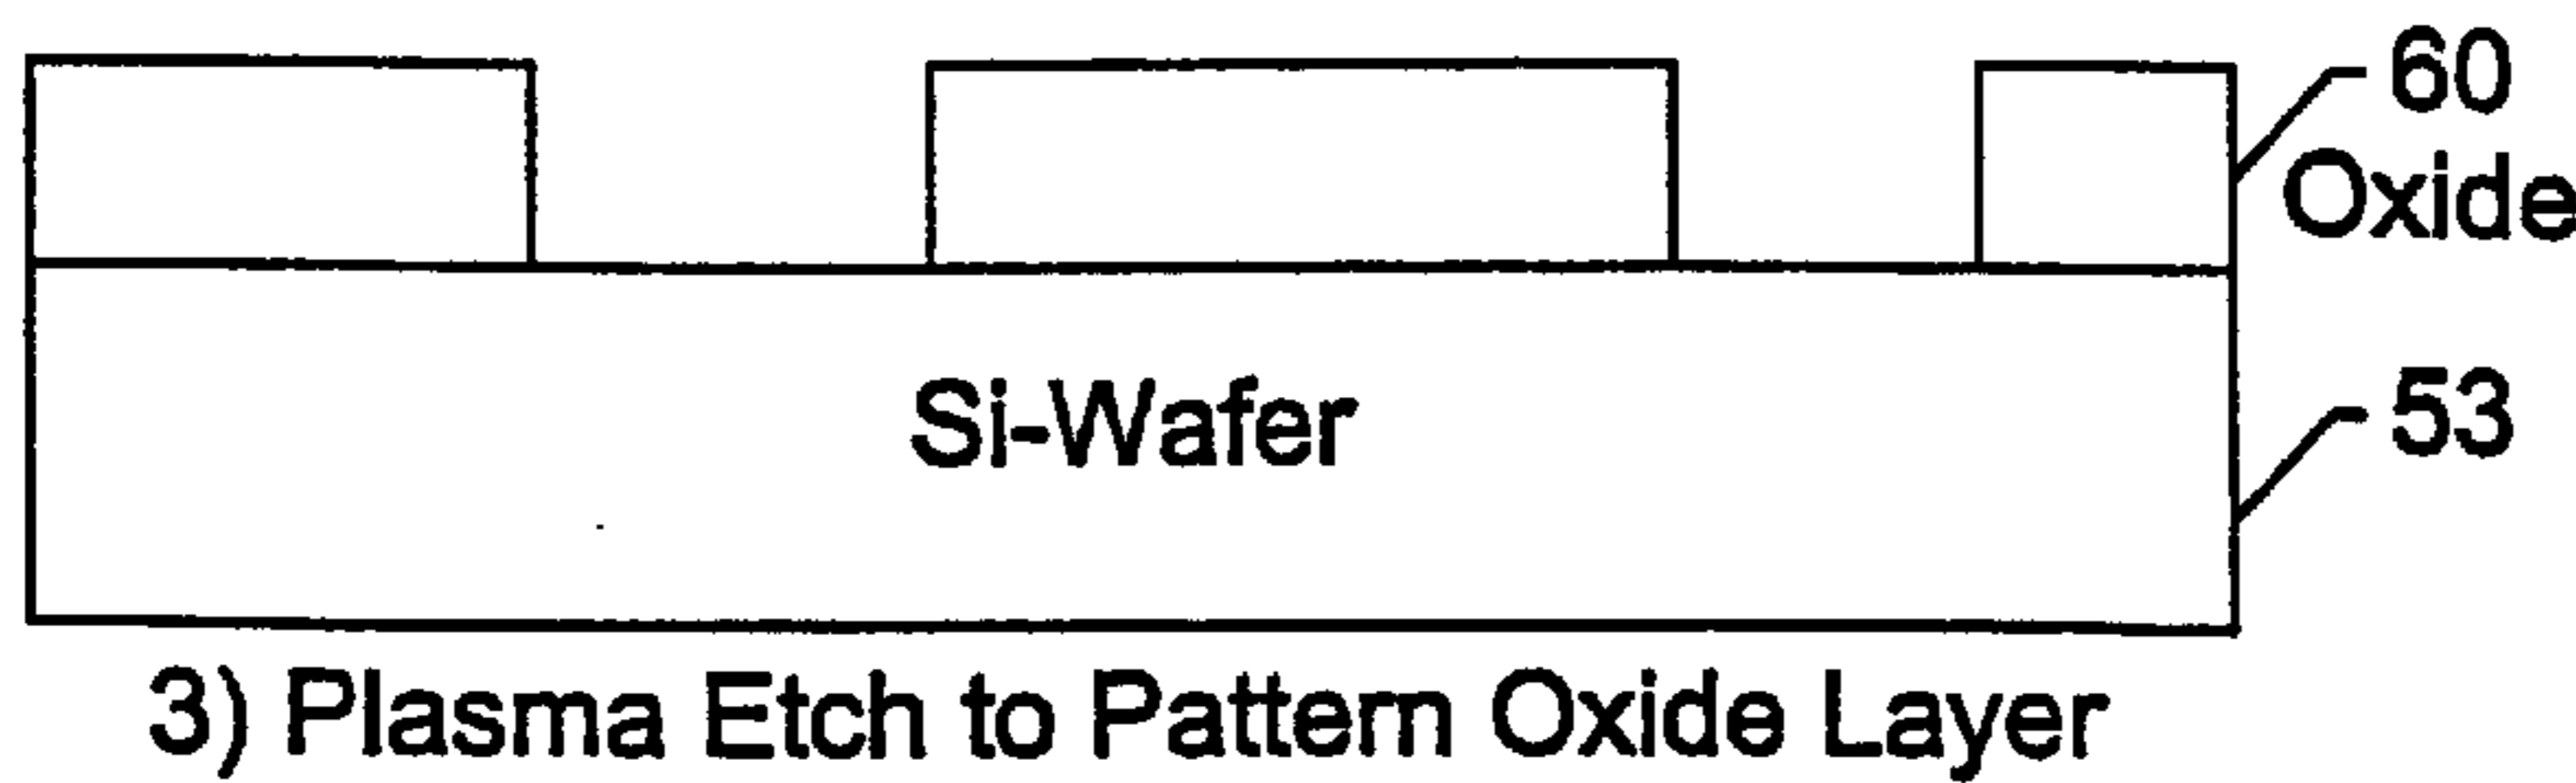 60
Oxide
Si-Wafer
53
3) Plasma Etch to Pattern Oxide Layer